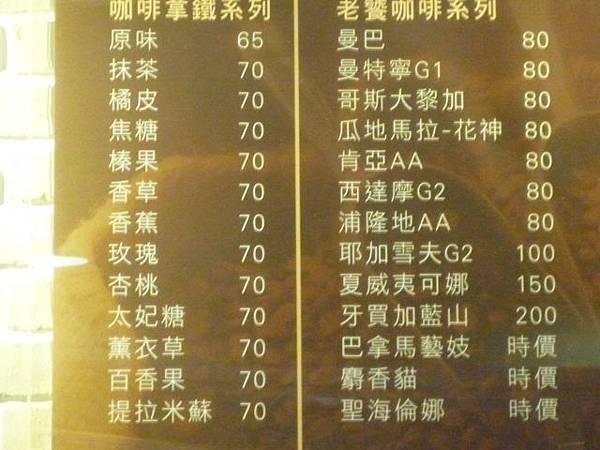 咖啡拿鐵系列
原味 65
抹茶 70
橘皮 70
焦糖 70
榛果 70
香草 70
香蕉 70
玫瑰 70
杏桃 70
太妃糖 70
薰衣草 70
百香果 70
提拉米蘇 70
老饕咖啡系列
曼巴 80
曼特寧G1 80
哥斯大黎加 80
瓜地馬拉-花神 80
肯亞AA 80
西達摩G2 80
浦隆地AA 80
耶加雪夫G2 100
夏威夷可娜 150
牙買加藍山 200
巴拿馬藝妓 時價
麝香貓 時價
聖海倫娜 時價